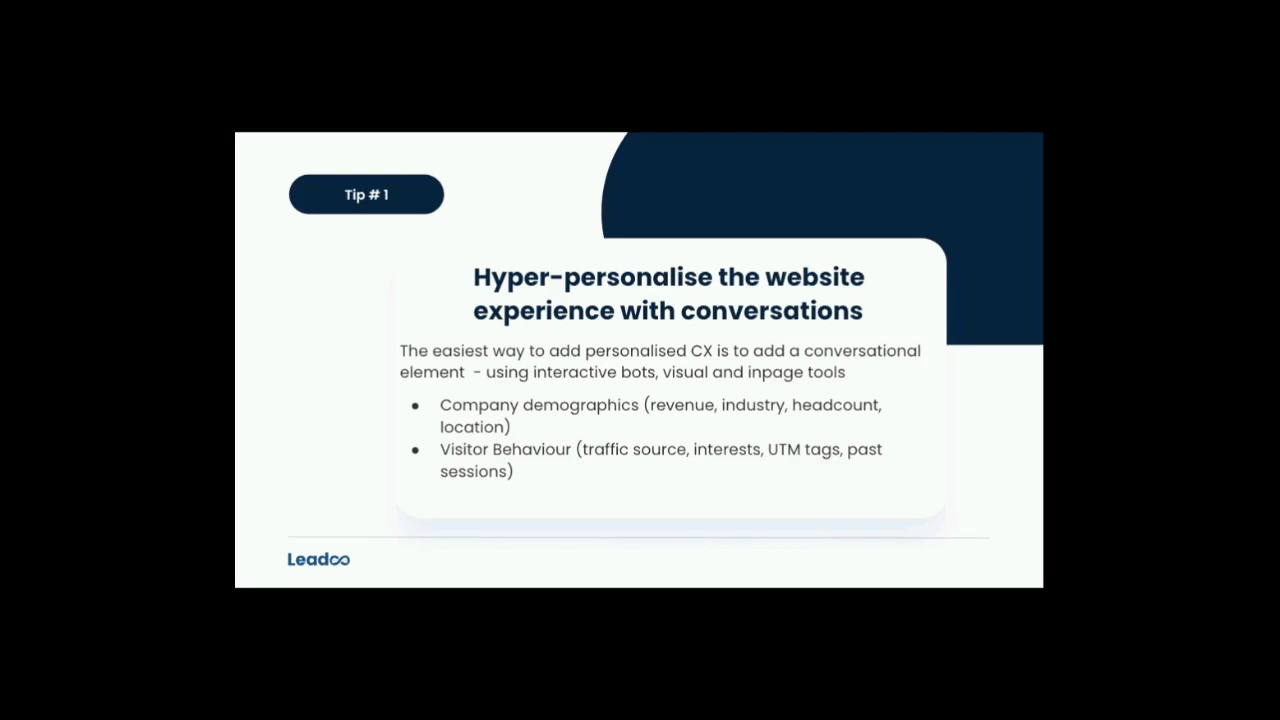 Tip # 1
Hyper-personalise the website
experience with conversations
The easiest way to add personalised CX is to add a conversational
element - using interactive bots, visual and inpage tools
● Company demographics (revenue, industry, headcount,
location)
● Visitor Behaviour (traffic source, interests, UTM tags, past
sessions)
Leadoo